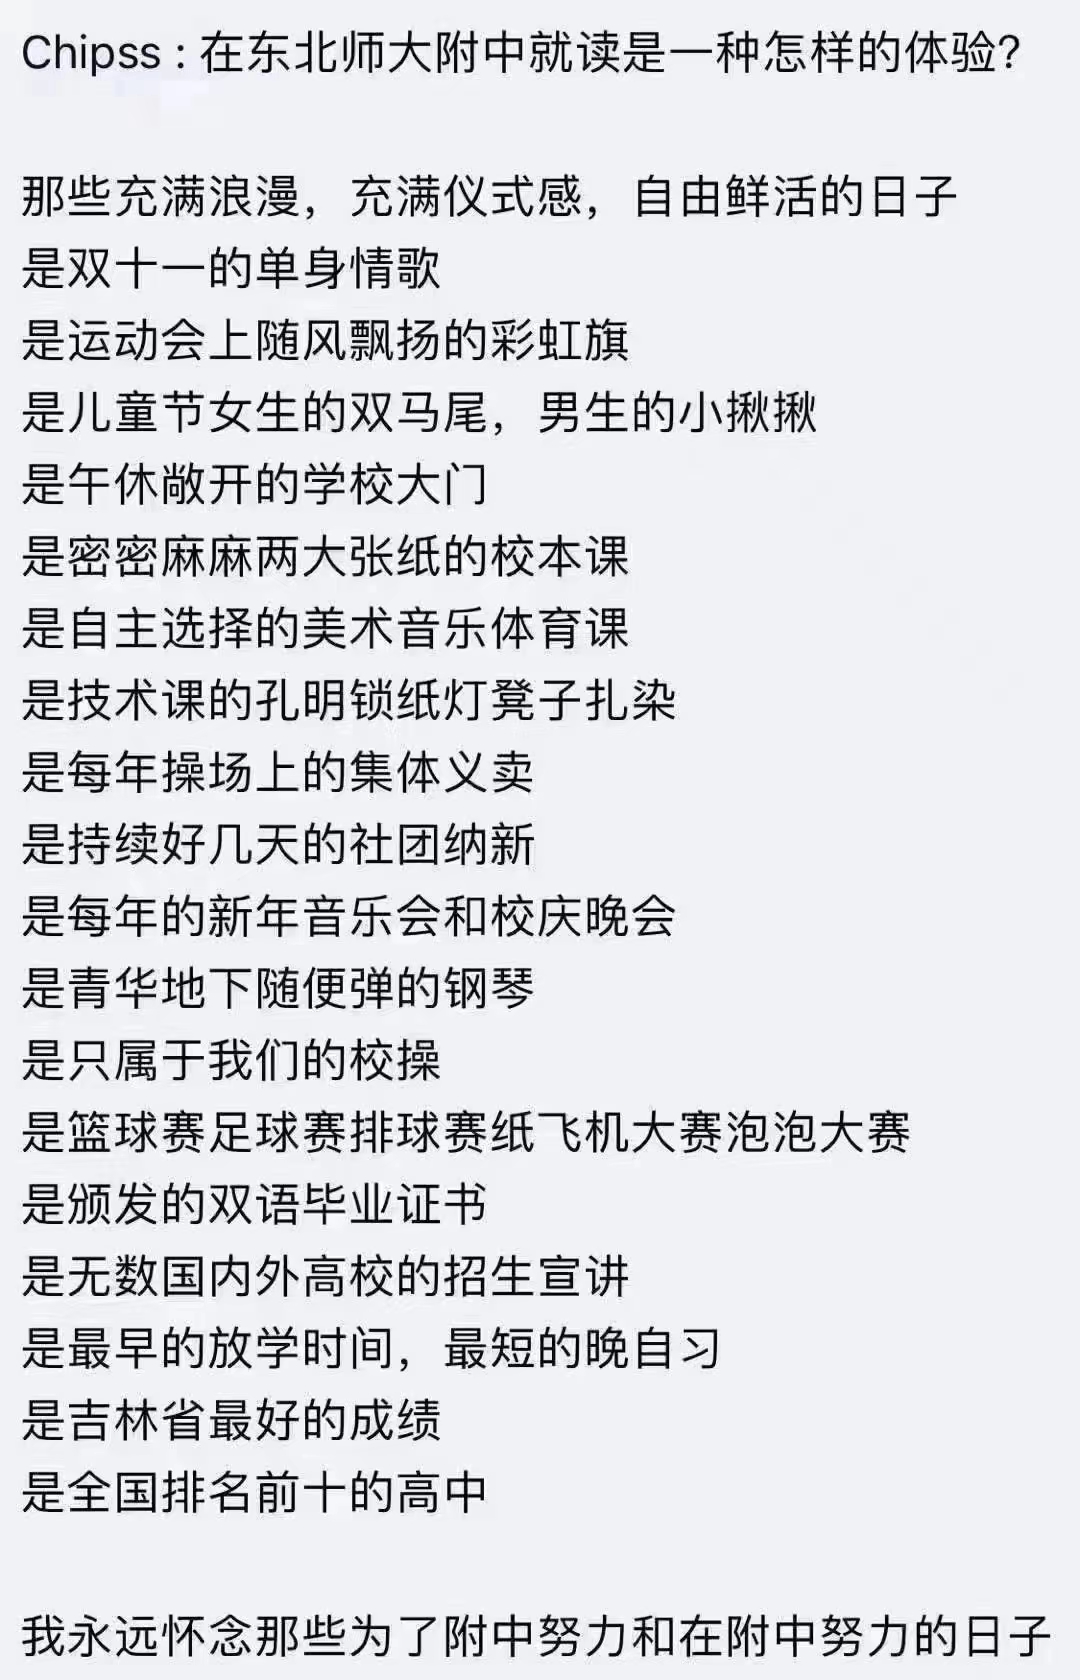 Chipss : 在东北师大附中就读是一种怎样的体验?
那些充满浪漫，充满仪式感，自由鲜活的日子
是双十一的单身情歌
是运动会上随风飘扬的彩虹旗
是儿童节女生的双马尾，男生的小揪揪
是午休敞开的学校大门
是密密麻麻两大张纸的校本课
是自主选择的美术音乐体育课
是技术课的孔明锁纸灯凳子扎染
是每年操场上的集体义卖
是持续好几天的社团纳新
是每年的新年音乐会和校庆晚会
是青华地下随便弹的钢琴
是只属于我们的校操
是篮球赛足球赛排球赛纸飞机大赛泡泡大赛
是颁发的双语毕业证书
是无数国内外高校的招生宣讲
是最早的放学时间，最短的晚自习
是吉林省最好的成绩
是全国排名前十的高中
我永远怀念那些为了附中努力和在附中努力的日子